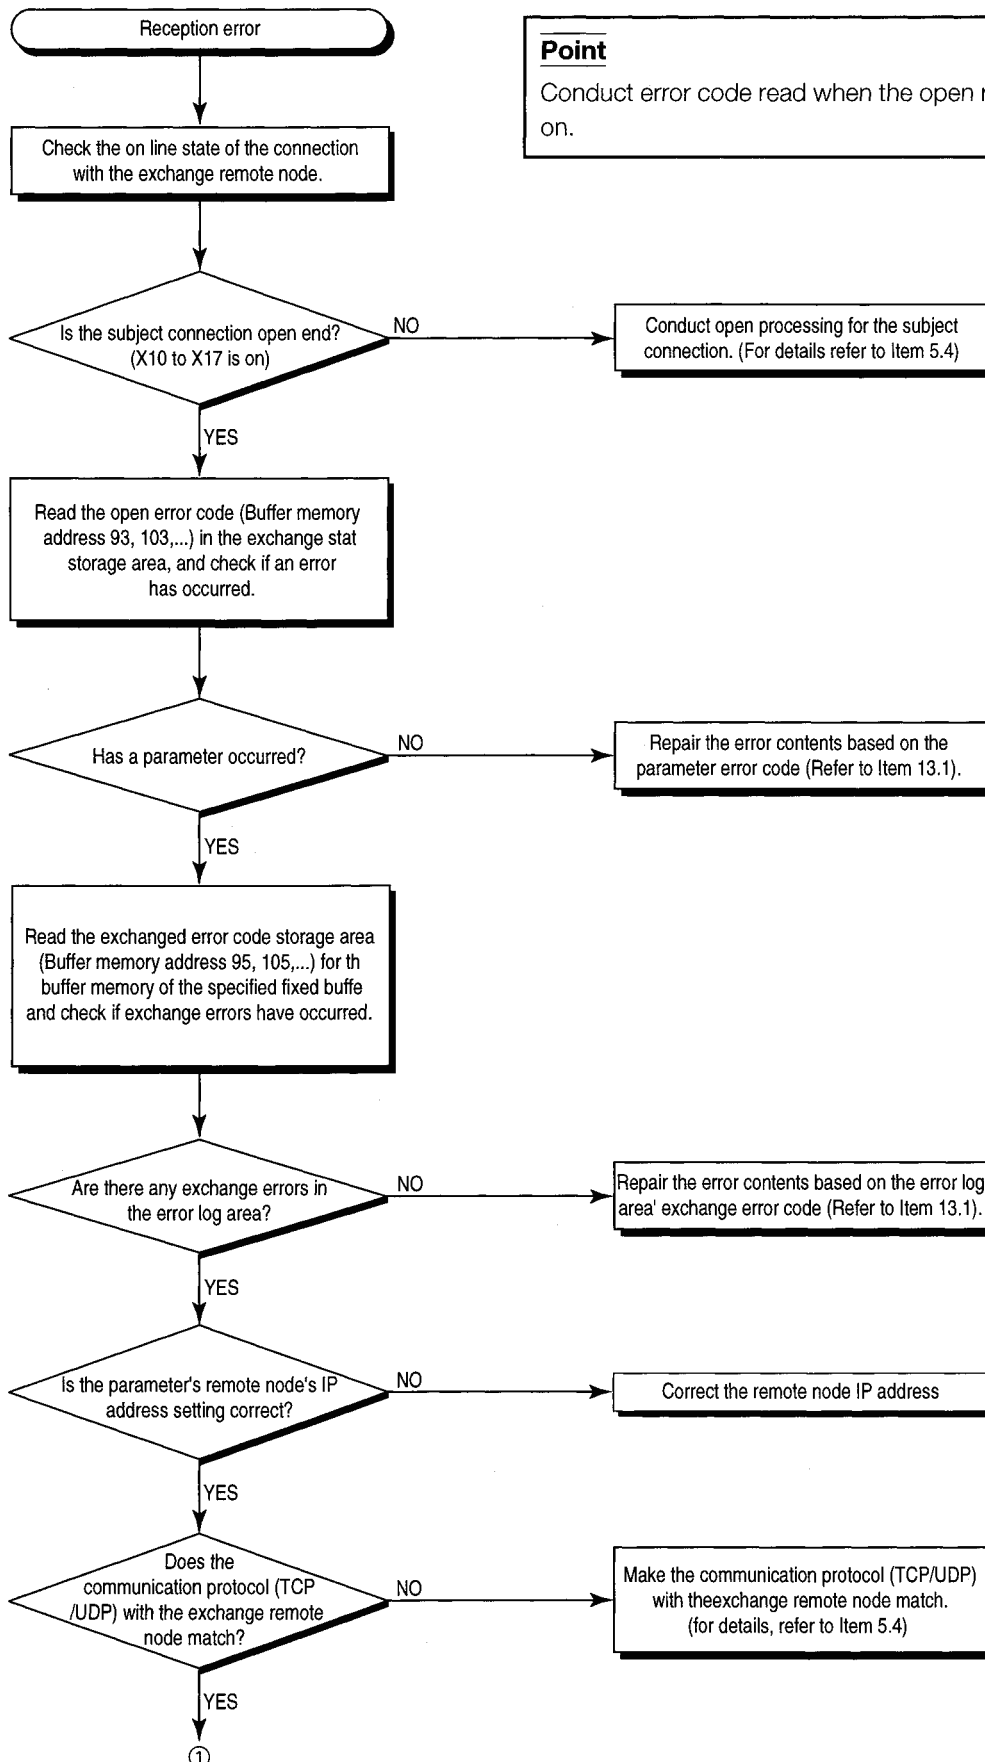 Reception error
Point
Conduct error code read when the open
on.
Check the on line state of the connection
with the exchange remote node.
Is the subject connection open end?
(X10 to X17 is on)
NO
Conduct open processing for the subject
connection. (For details refer to Item 5.4)
YES
Read the open error code (Buffer memory
address 93, 103,...) in the exchange stat
storage area, and check if an error
has occurred.
Has a parameter occurred?
NO
Repair the error contents based on the
parameter error code (Refer to Item 13.1).
YES
Read the exchanged error code storage area
(Buffer memory address 95, 105,...) for th
buffer memory of the specified fixed buffe
and check if exchange errors have occurred.
Are there any exchange errors in
the error log area?
NO
Repair the error contents based on the error log
area' exchange error code (Refer to Item 13.1).
YES
Is the parameter's remote node's IP
address setting correct?
NO
Correct the remote node IP address
YES
Does the
communication protocol (TCP
/UDP) with the exchange remote
node match?
NO
Make the communication protocol (TCP/UDP)
with theexchange remote node match.
(for details, refer to Item 5.4)
YES
①